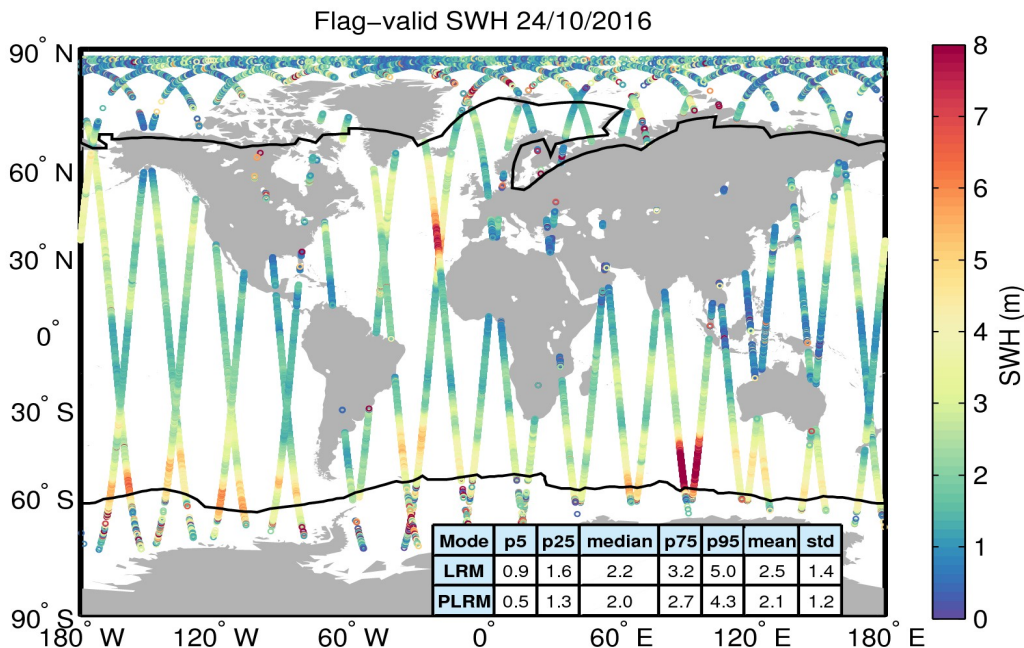 Flag−valid SWH 24/10/2016
90° N
60° N
30° N
0°
30° S
60° S
90° S
180° W
120° W
60° W
0°
60° E
120° E
180° E
Mode p5 p25 median p75 p95 mean std
LRM 0.9 1.6 2.2 3.2 5.0 2.5 1.4
PLRM 0.5 1.3 2.0 2.7 4.3 2.1 1.2
8
7
6
5
4
3
2
1
0
SWH (m)